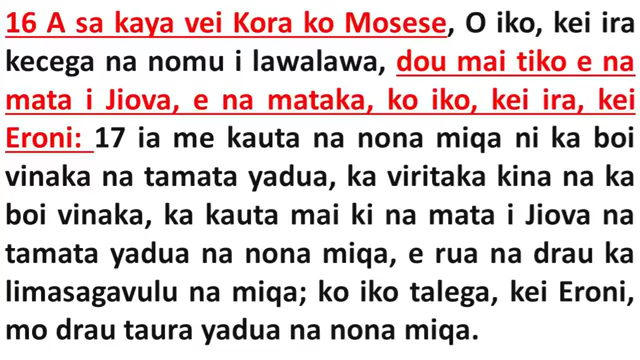 16 A sa kaya vei Kora ko Mosese, O iko, kei ira
kecega na nomu i lawalawa, dou mai tiko e na
mata i Jiova, e na mataka, ko iko, kei ira, kei
Eroni: 17 ia me kauta na nona miqa ni ka boi
vinaka na tamata yadua, ka viritaka kina na ka
boi vinaka, ka kauta mai ki na mata i Jiova na
tamata yadua na nona miqa, e rua na drau ka
limasagavulu na miqa; ko iko talega, kei Eroni,
mo drau taura yadua na nona miqa.